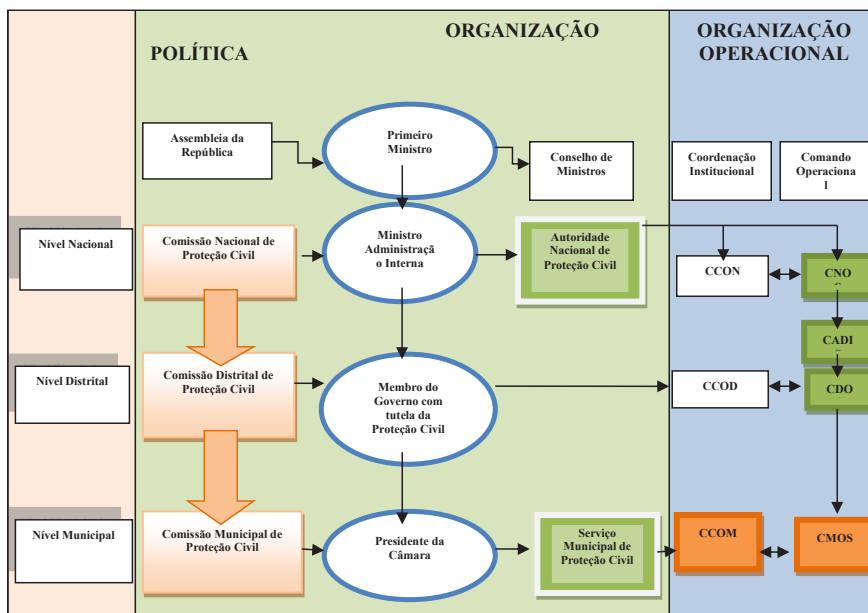 POLÍTICA
ORGANIZAÇÃO
ORGANIZAÇÃO
OPERACIONAL
Assembleia da
República
Primeiro
Ministro
Conselho de
Ministros
Coordenação
Institucional
Comando
Operaciona
l
Nível Nacional
Comissão Nacional de
Proteção Civil
Ministro
Administraçã
o Interna
Autoridade
Nacional de
Proteção Civil
CCON
CNO
CADI
Nível Distrital
Comissão Distrital de
Proteção Civil
Membro do
Governo com
tutela da
Proteção Civil
CCOD
CDO
Nível Municipal
Comissão Municipal de
Proteção Civil
Presidente da
Câmara
Serviço
Municipal de
Proteção Civil
CCOM
CMOS